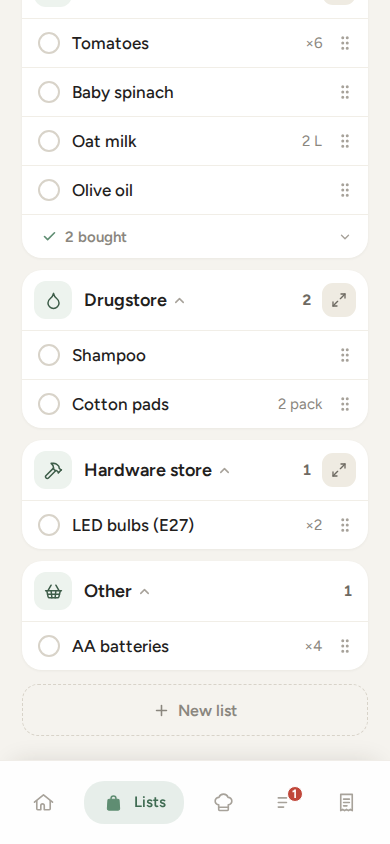 Tomatoes ×6
Baby spinach
Oat milk 2 L
Olive oil
2 bought
Drugstore 2
Shampoo
Cotton pads 2 pack
Hardware store 1
LED bulbs (E27) ×2
Other 1
AA batteries ×4
+ New list
Lists 1